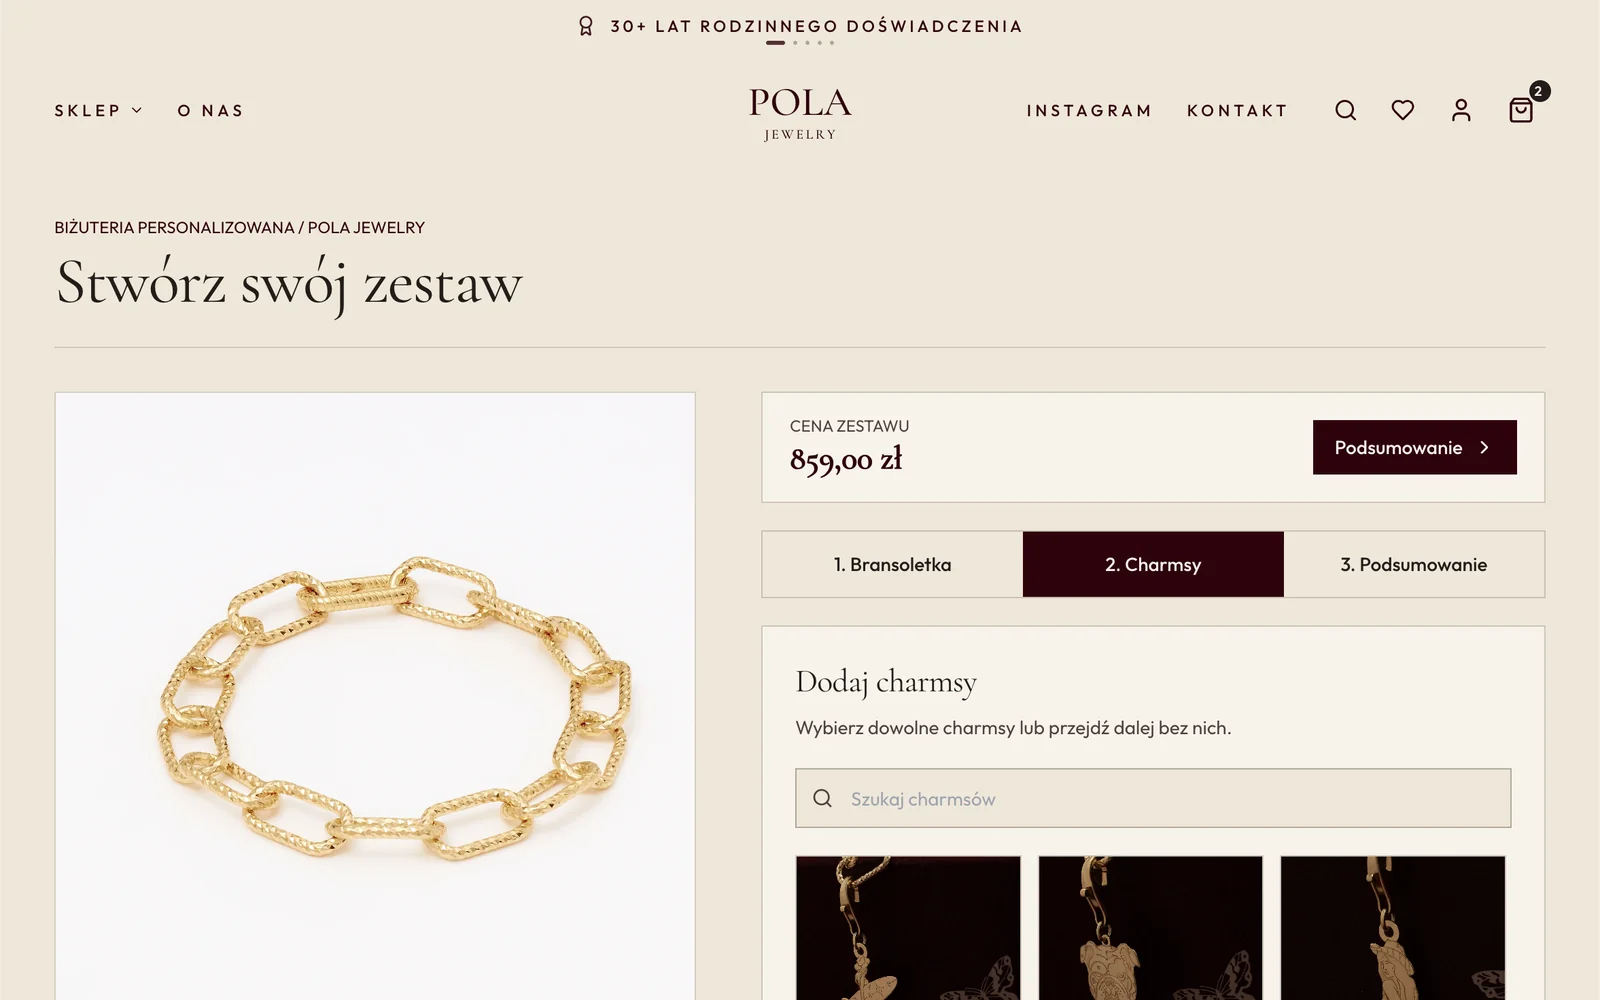 30+ LAT RODZINNEGO DOŚWIADCZENIA
SKLEP
O NAS
POLA
JEWELRY
INSTAGRAM
KONTAKT
2
BIŻUTERIA PERSONALIZOWANA / POLA JEWELRY
Stwórz swój zestaw
CENA ZESTAWU
859,00 zł
Podsumowanie
1. Bransoletka
2. Charmsy
3. Podsumowanie
Dodaj charmsy
Wybierz dowolne charmsy lub przejdź dalej bez nich.
Szukaj charmsów